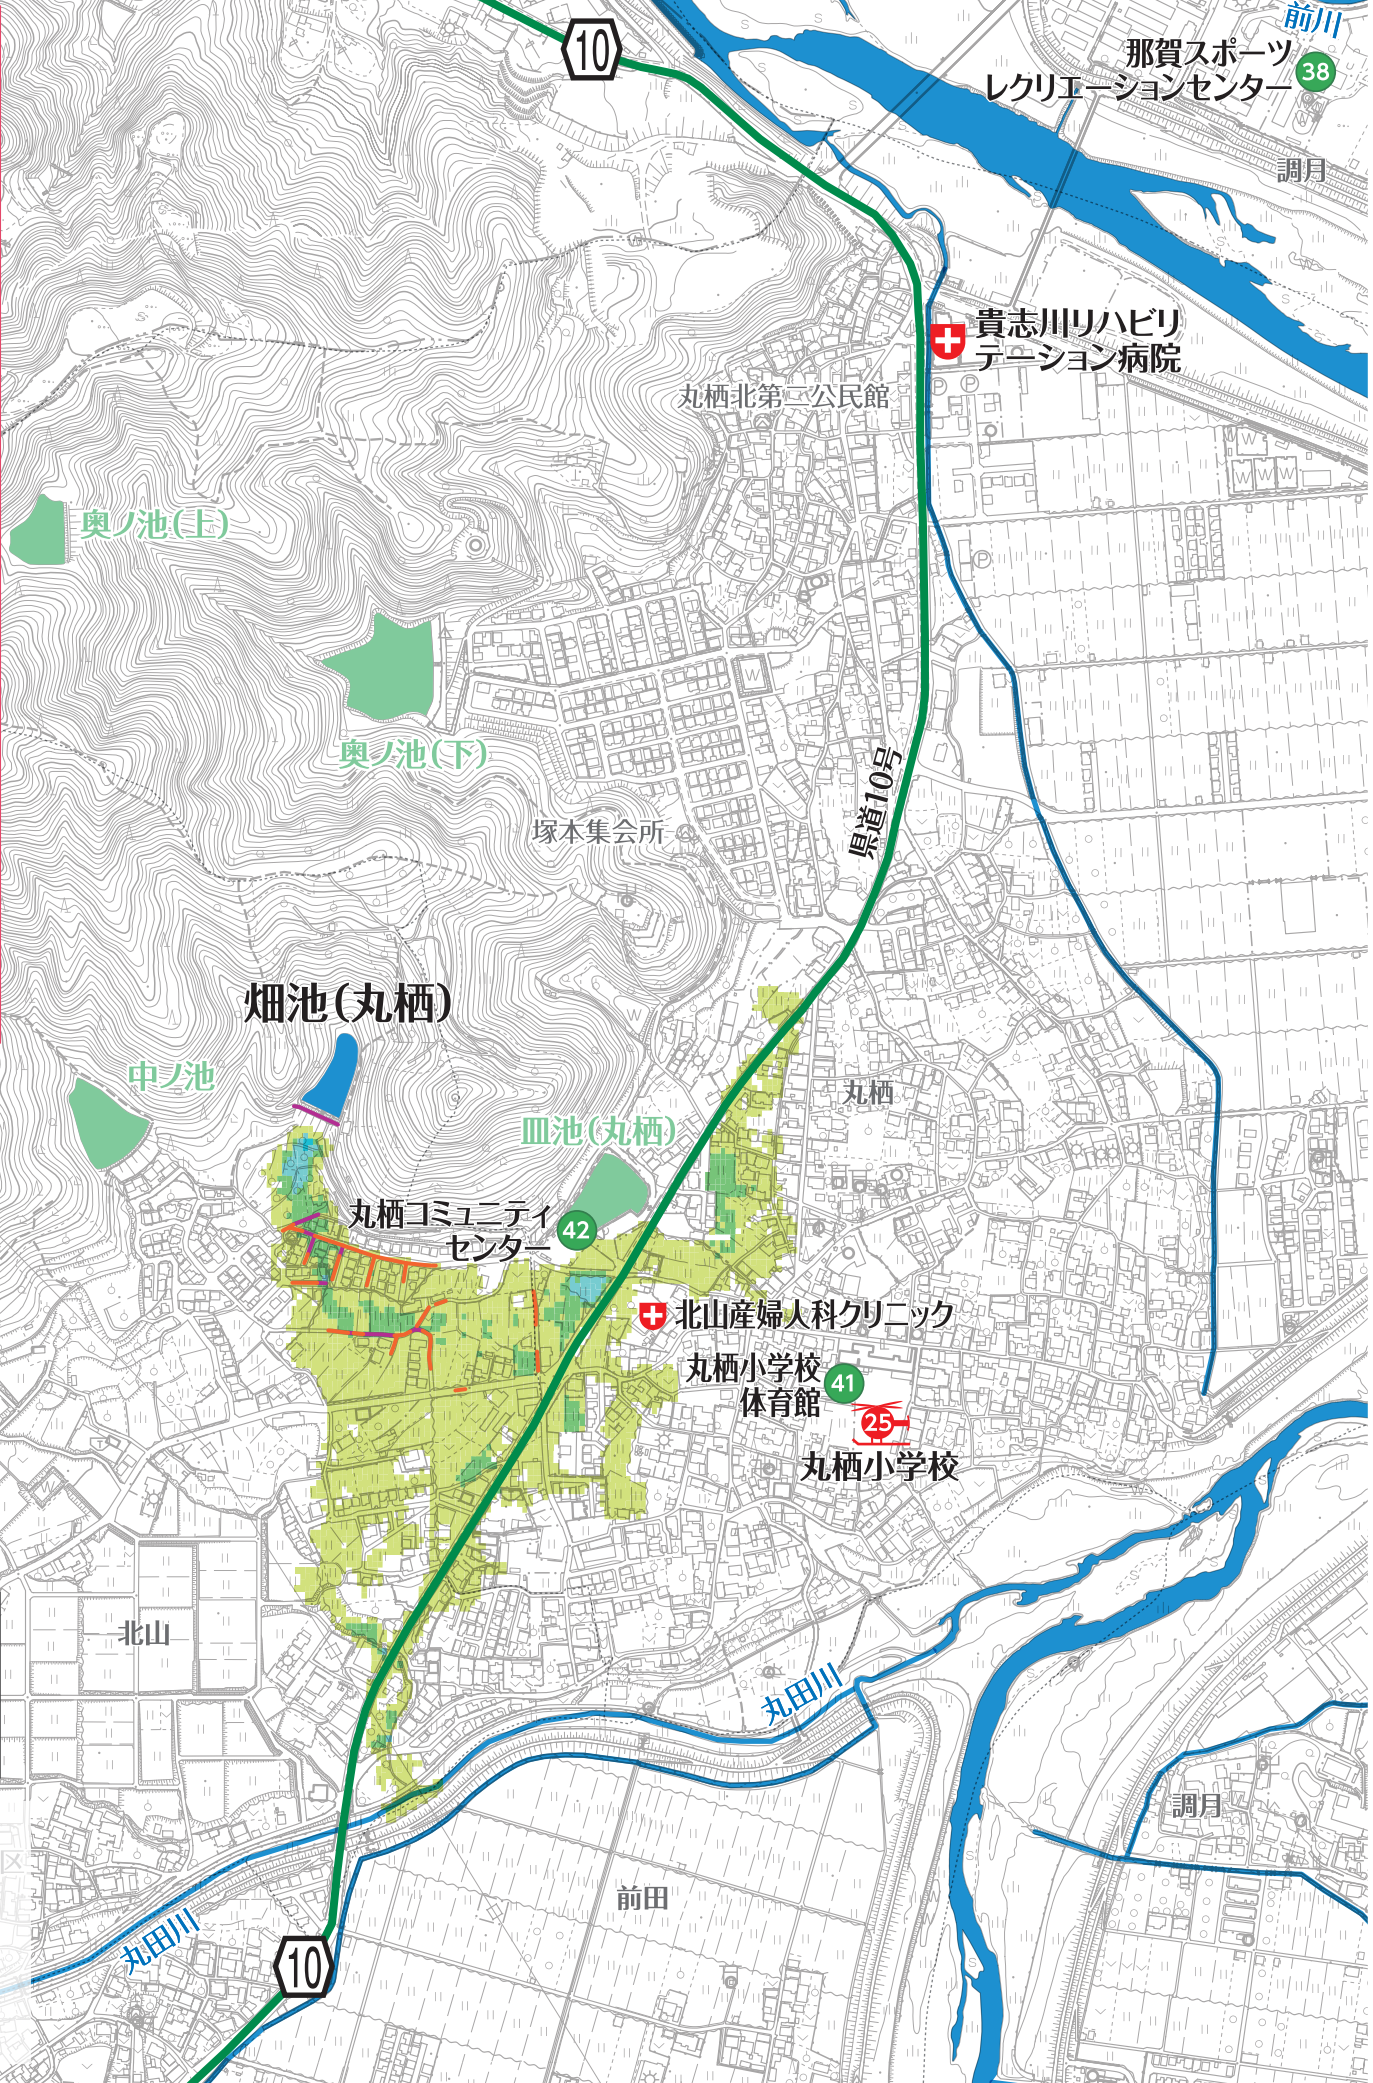 10
前川
那賀スポーツ
レクリエーションセンター
38
調月
貴志川リハビリ
テーション病院
丸栖北第二公民館
P
P
W
W
W
W
W
奥ノ池(上)
P
W
奥ノ池(下)
県道10号
塚本集会所
畑池(丸栖)
W
中ノ池
丸栖
皿池(丸栖)
丸栖コミュニティ
センター
42
北山産婦人科クリニック
丸栖小学校
体育館
41
25
丸栖小学校
北山
丸田川
調月
区
前田
丸田川
10